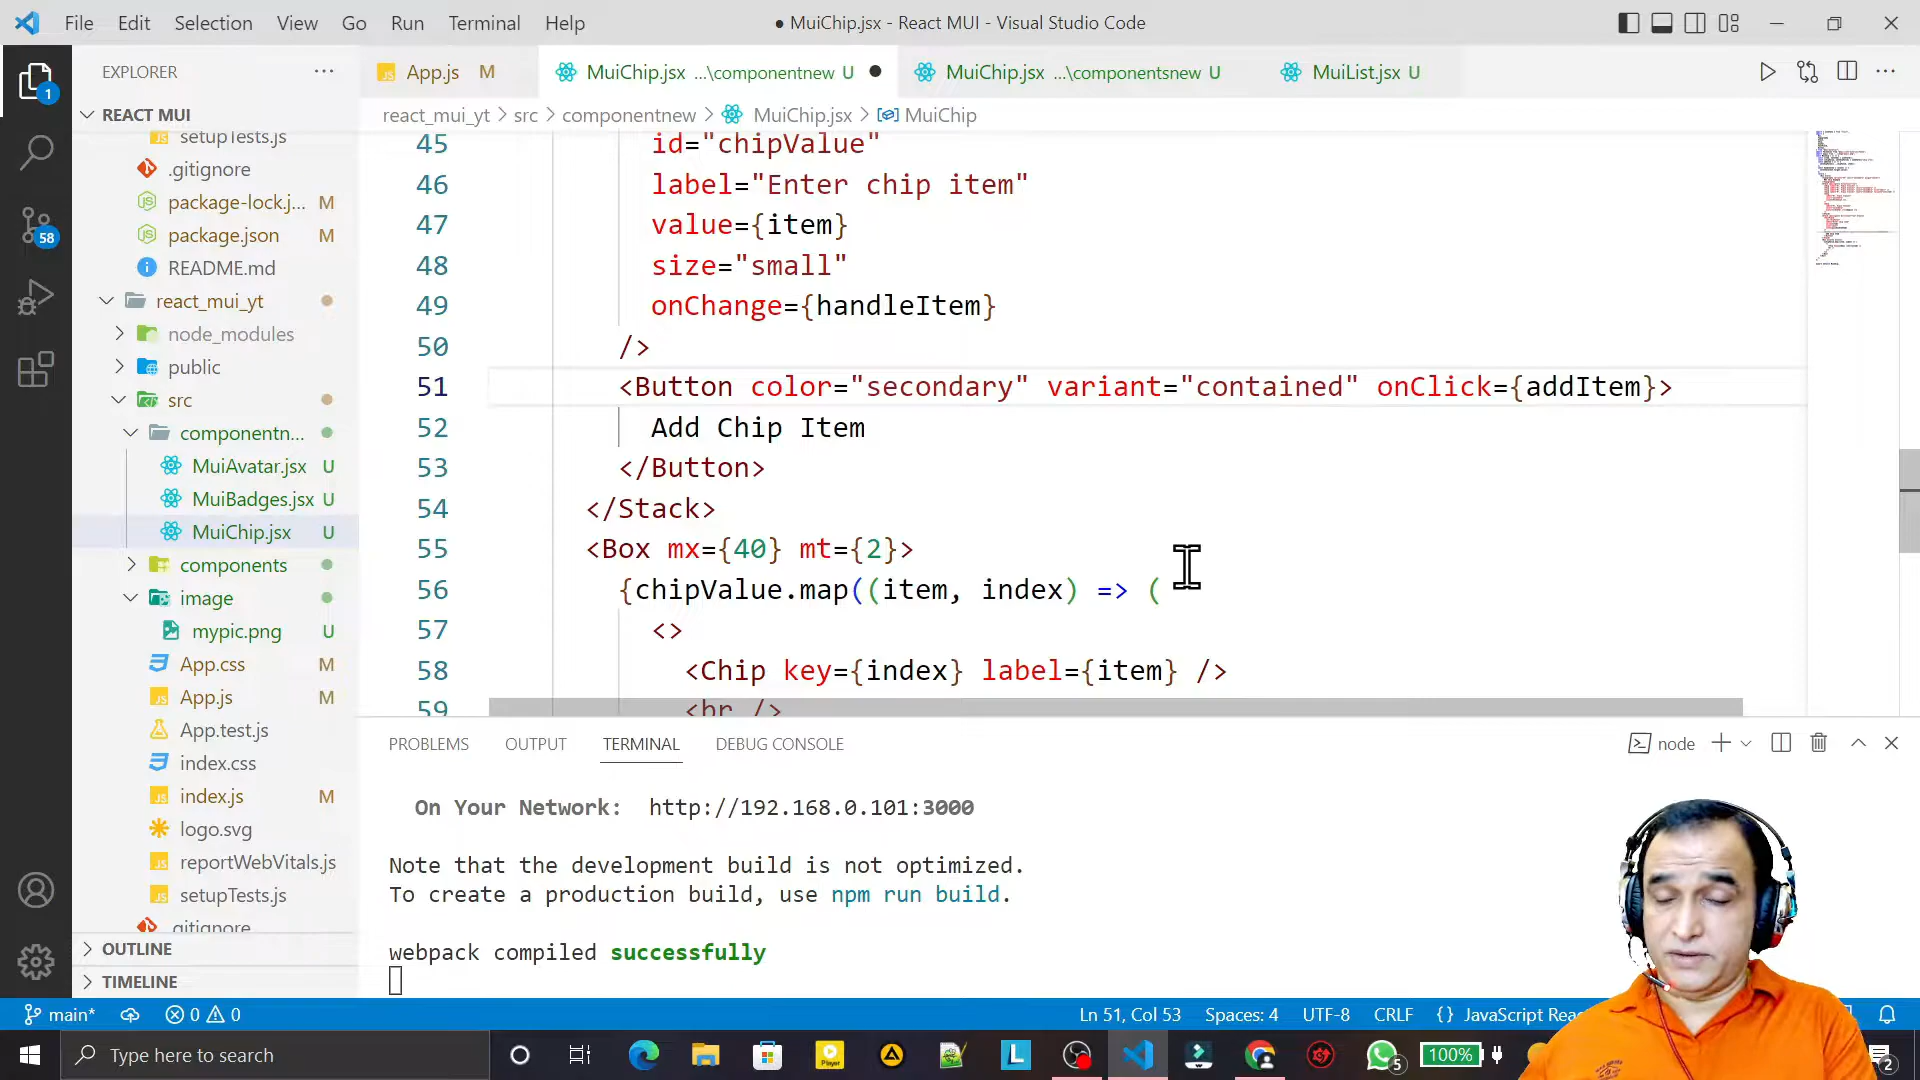 File Edit Selection View Go Run Terminal Help
● MuiChip.jsx - React MUI - Visual Studio Code
EXPLORER ···
App.js M
MuiChip.jsx ...\componentnew U ●
MuiChip.jsx ...\componentsnew U
MuiList.jsx U
REACT MUI
react_mui_yt > src > componentnew > MuiChip.jsx > MuiChip
setupTests.js
.gitignore
package-lock.j... M
package.json M
README.md
react_mui_yt
node_modules
public
src
componentn...
MuiAvatar.jsx U
MuiBadges.jsx U
MuiChip.jsx U
components
image
mypic.png U
App.css M
App.js M
App.test.js
index.css
index.js M
logo.svg
reportWebVitals.js
setupTests.js
.gitignore
OUTLINE
TIMELINE
1
58
45 id="chipValue"
46 label="Enter chip item"
47 value={item}
48 size="small"
49 onChange={handleItem}
50 />
51 <Button color="secondary" variant="contained" onClick={addItem}>
52 Add Chip Item
53 </Button>
54 </Stack>
55 <Box mx={40} mt={2}>
56 {chipValue.map((item, index) => (
57 <>
58 <Chip key={index} label={item} />
59 <br />
PROBLEMS OUTPUT TERMINAL DEBUG CONSOLE
node
On Your Network: http://192.168.0.101:3000
Note that the development build is not optimized.
To create a production build, use npm run build.
webpack compiled successfully
main* 0 0
Ln 51, Col 53 Spaces: 4 UTF-8 CRLF {} JavaScript Rea
Type here to search
Player
L
5
100%
2